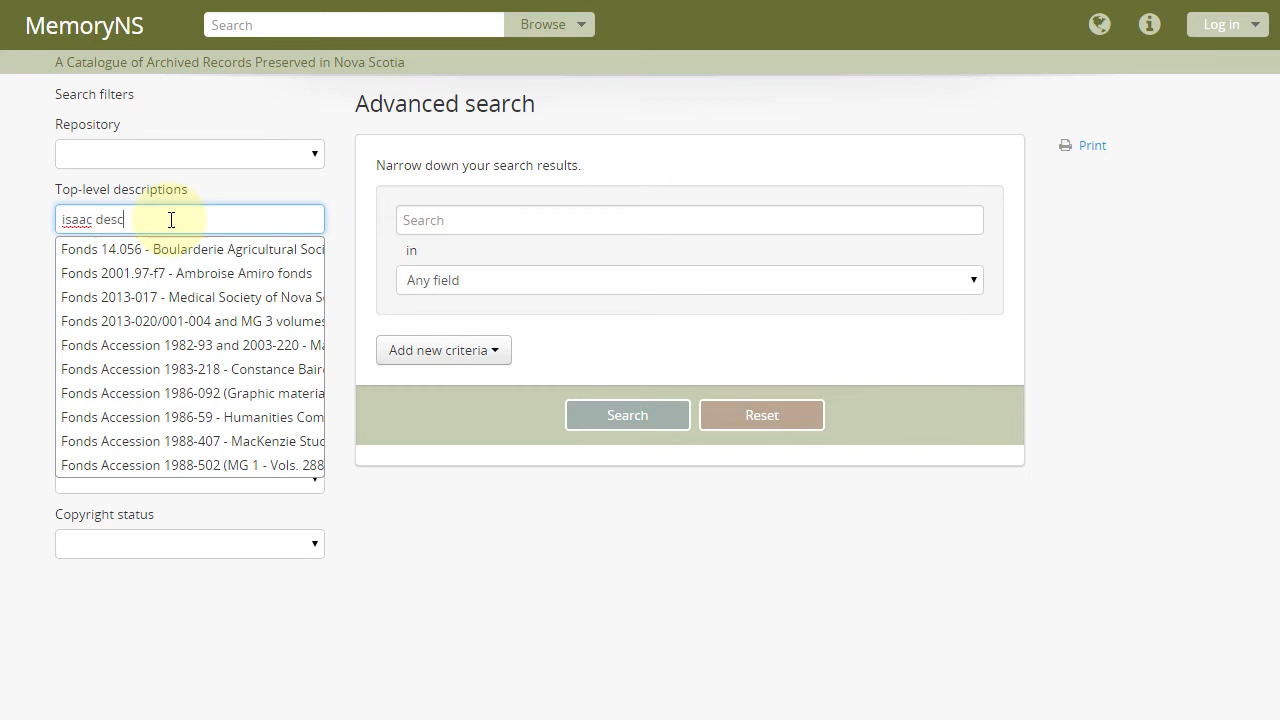 MemoryNS
Search
Browse
Log in
A Catalogue of Archived Records Preserved in Nova Scotia
Search filters
Repository
Top-level descriptions
isaac desc
Fonds 14.056 - Boularderie Agricultural Soci
Fonds 2001.97-f7 - Ambroise Amiro fonds
Fonds 2013-017 - Medical Society of Nova S
Fonds 2013-020/001-004 and MG 3 volumes
Fonds Accession 1982-93 and 2003-220 - Ma
Fonds Accession 1983-218 - Constance Bair
Fonds Accession 1986-092 (Graphic materia
Fonds Accession 1986-59 - Humanities Com
Fonds Accession 1988-407 - MacKenzie Stud
Fonds Accession 1988-502 (MG 1 - Vols. 288
Copyright status
Advanced search
Narrow down your search results.
Search
in
Any field
Add new criteria
Search
Reset
Print